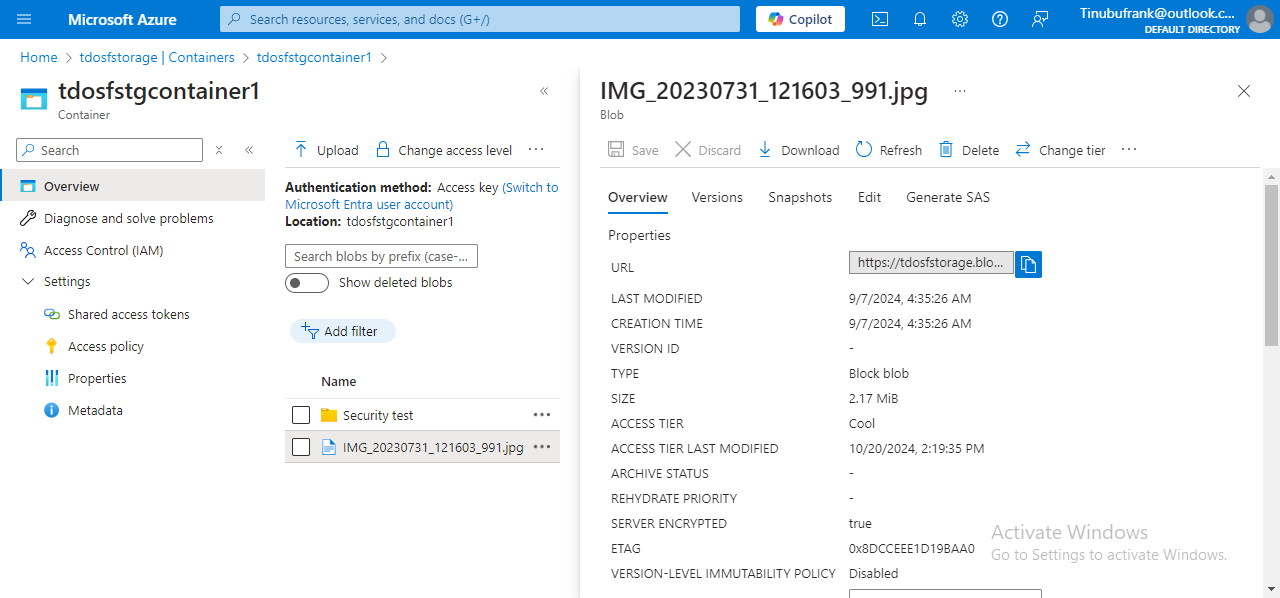 Microsoft Azure
Search resources, services, and docs (G+/)
Copilot
Tinubufrank@outlook.c...
DEFAULT DIRECTORY
Home > tdosfstorage | Containers > tdosfstgcontainer1 >
tdosfstgcontainer1
Container
Search
Overview
Diagnose and solve problems
Access Control (IAM)
Settings
Shared access tokens
Access policy
Properties
Metadata
Upload Change access level ...
Authentication method: Access key (Switch to
Microsoft Entra user account)
Location: tdosfstgcontainer1
Search blobs by prefix (case-...
Show deleted blobs
Add filter
Name
Security test
IMG_20230731_121603_991.jpg
IMG_20230731_121603_991.jpg ...
Blob
Save Discard Download Refresh Delete Change tier ...
Overview Versions Snapshots Edit Generate SAS
Properties
URL https://tdosfstorage.blo...
LAST MODIFIED 9/7/2024, 4:35:26 AM
CREATION TIME 9/7/2024, 4:35:26 AM
VERSION ID -
TYPE Block blob
SIZE 2.17 MiB
ACCESS TIER Cool
ACCESS TIER LAST MODIFIED 10/20/2024, 2:19:35 PM
ARCHIVE STATUS -
REHYDRATE PRIORITY -
SERVER ENCRYPTED true
ETAG 0x8DCCEEE1D19BAA0
VERSION-LEVEL IMMUTABILITY POLICY Disabled
Activate Windows
Go to Settings to activate Windows.